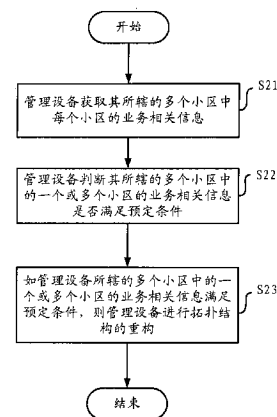 开始
S21
管理设备获取其所辖的多个小区中
每个小区的业务相关信息
S22
管理设备判断其所辖的多个小区中
的一个或多个小区的业务相关信息
是否满足预定条件
S23
如管理设备所辖的多个小区中的一
个或多个小区的业务相关信息满足
预定条件，则管理设备进行拓扑结
构的重构
结束